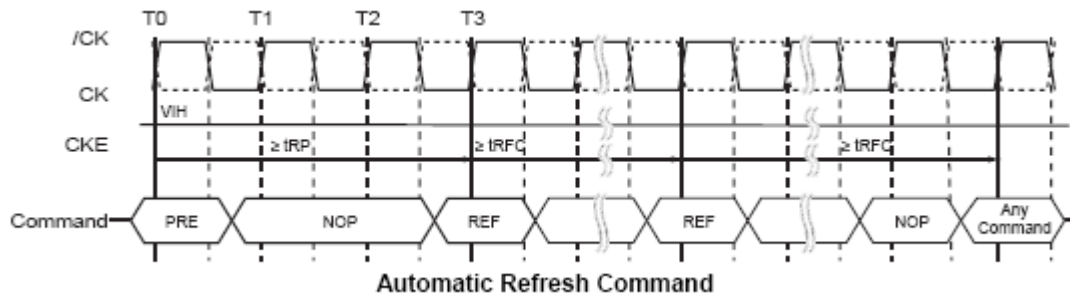 T0 T1 T2 T3
/CK
CK
VIH
CKE ≥ tRP ≥ tRFC ≥ tRFC
Command PRE NOP REF REF NOP Any Command
Automatic Refresh Command